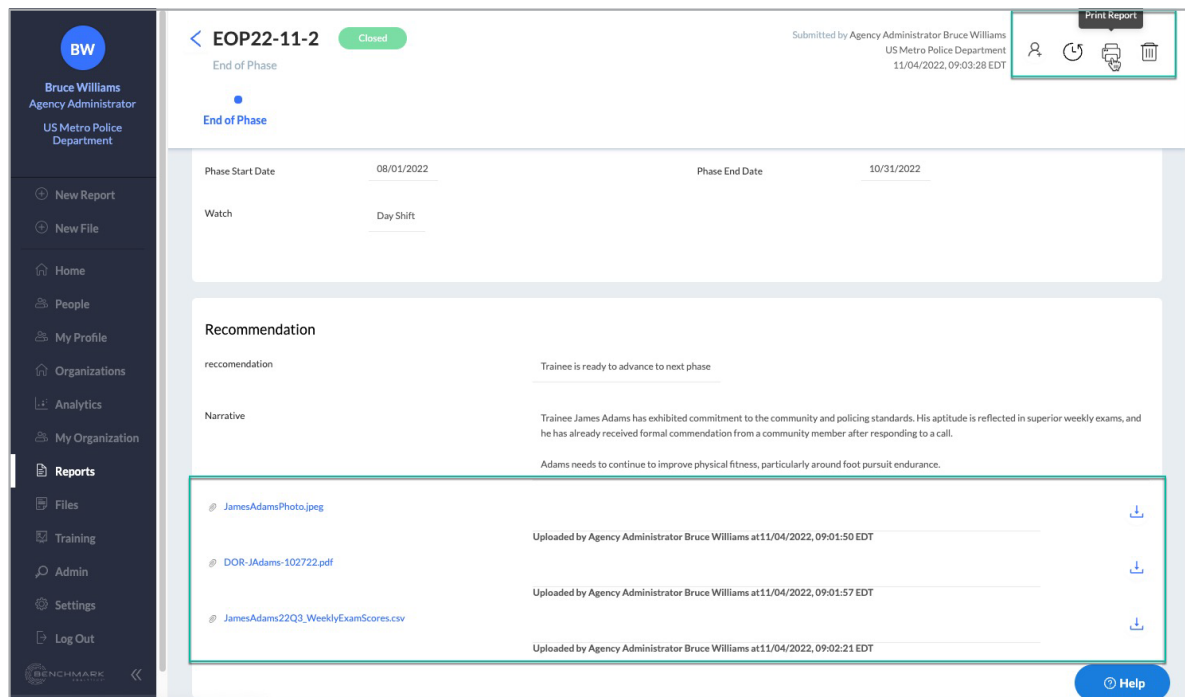 BW
Bruce Williams
Agency Administrator
US Metro Police
Department
New Report
New File
Home
People
My Profile
Organizations
Analytics
My Organization
Reports
Files
Training
Admin
Settings
Log Out
BENCHMARK
EOP22-11-2
Closed
End of Phase
Submitted by Agency Administrator Bruce Williams
US Metro Police Department
11/04/2022, 09:03:28 EDT
Print Report
End of Phase
Phase Start Date 08/01/2022 Phase End Date 10/31/2022
Watch Day Shift
Recommendation
reccomendation Trainee is ready to advance to next phase
Narrative Trainee James Adams has exhibited commitment to the community and policing standards. His aptitude is reflected in superior weekly exams, and
he has already received formal commendation from a community member after responding to a call.
Adams needs to continue to improve physical fitness, particularly around foot pursuit endurance.
JamesAdamsPhoto.jpeg
Uploaded by Agency Administrator Bruce Williams at11/04/2022, 09:01:50 EDT
DOR-JAdams-102722.pdf
Uploaded by Agency Administrator Bruce Williams at11/04/2022, 09:01:57 EDT
JamesAdams22Q3_WeeklyExamScores.csv
Uploaded by Agency Administrator Bruce Williams at11/04/2022, 09:02:21 EDT
Help